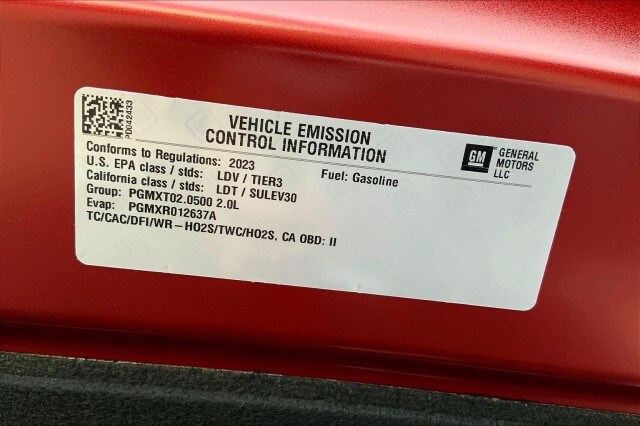 PD042433
VEHICLE EMISSION
CONTROL INFORMATION
GM GENERAL
MOTORS
LLC
Conforms to Regulations: 2023 Fuel: Gasoline
U.S. EPA class / stds: LDV / TIER3
California class / stds: LDT / SULEV30
Group: PGMXT02.0500 2.0L
Evap: PGMXR012637A
TC/CAC/DFI/WR-HO2S/TWC/HO2S, CA OBD: II